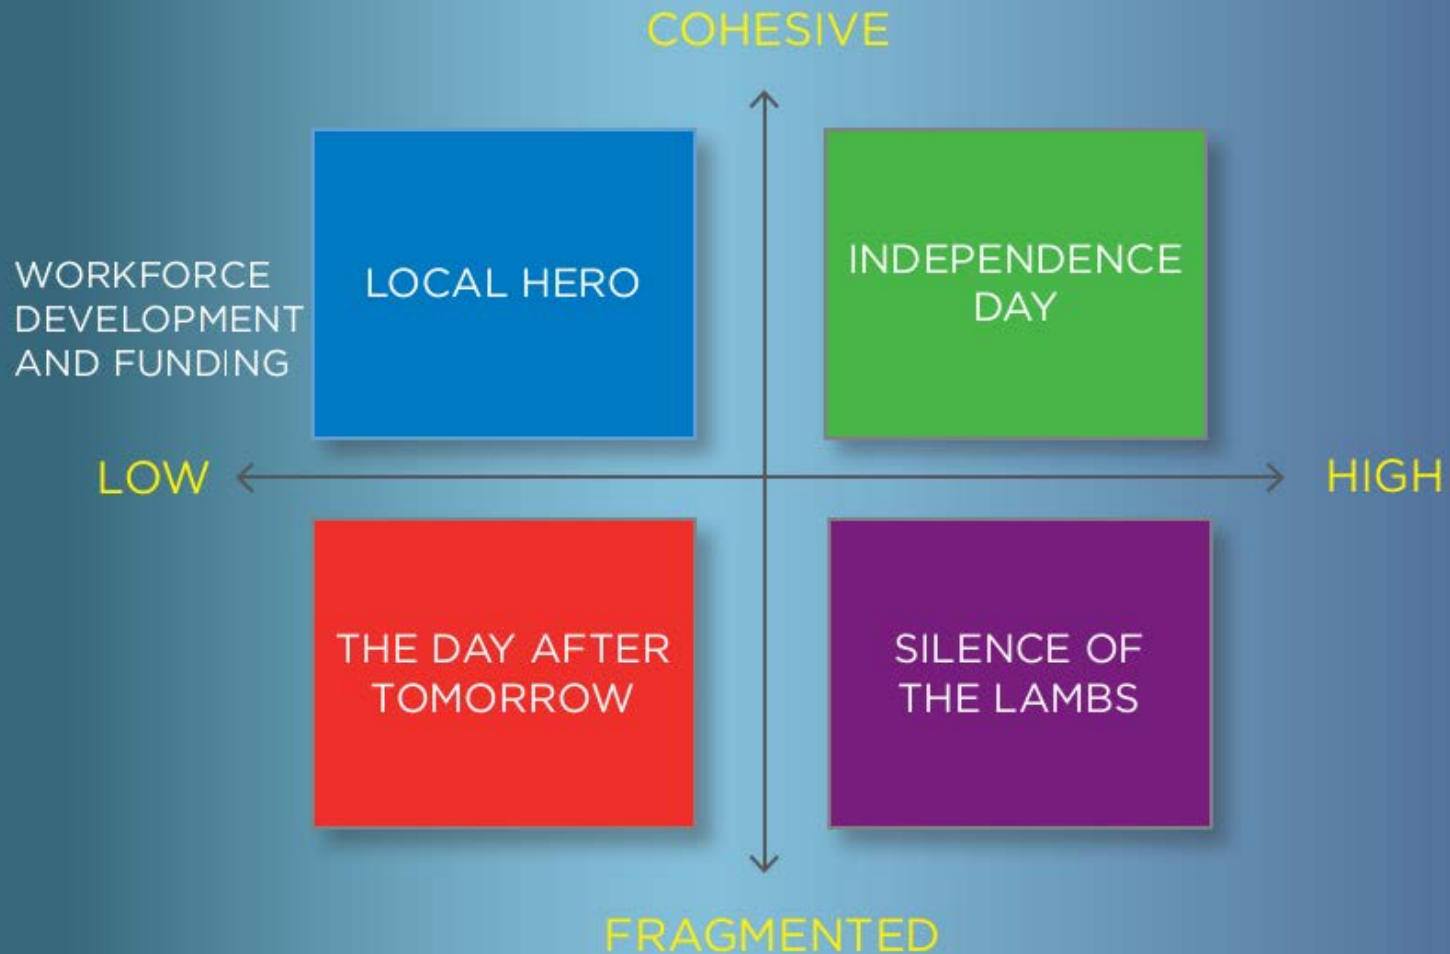 COHESIVE
WORKFORCE
DEVELOPMENT
AND FUNDING
LOCAL HERO
INDEPENDENCE
DAY
LOW
HIGH
THE DAY AFTER
TOMORROW
SILENCE OF
THE LAMBS
FRAGMENTED